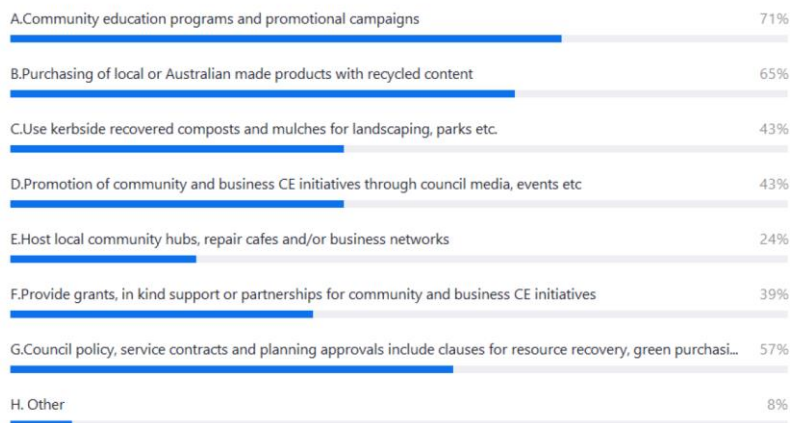 A.Community education programs and promotional campaigns 71%
B.Purchasing of local or Australian made products with recycled content 65%
C.Use kerbside recovered composts and mulches for landscaping, parks etc. 43%
D.Promotion of community and business CE initiatives through council media, events etc 43%
E.Host local community hubs, repair cafes and/or business networks 24%
F.Provide grants, in kind support or partnerships for community and business CE initiatives 39%
G.Council policy, service contracts and planning approvals include clauses for resource recovery, green purchasi... 57%
H. Other 8%